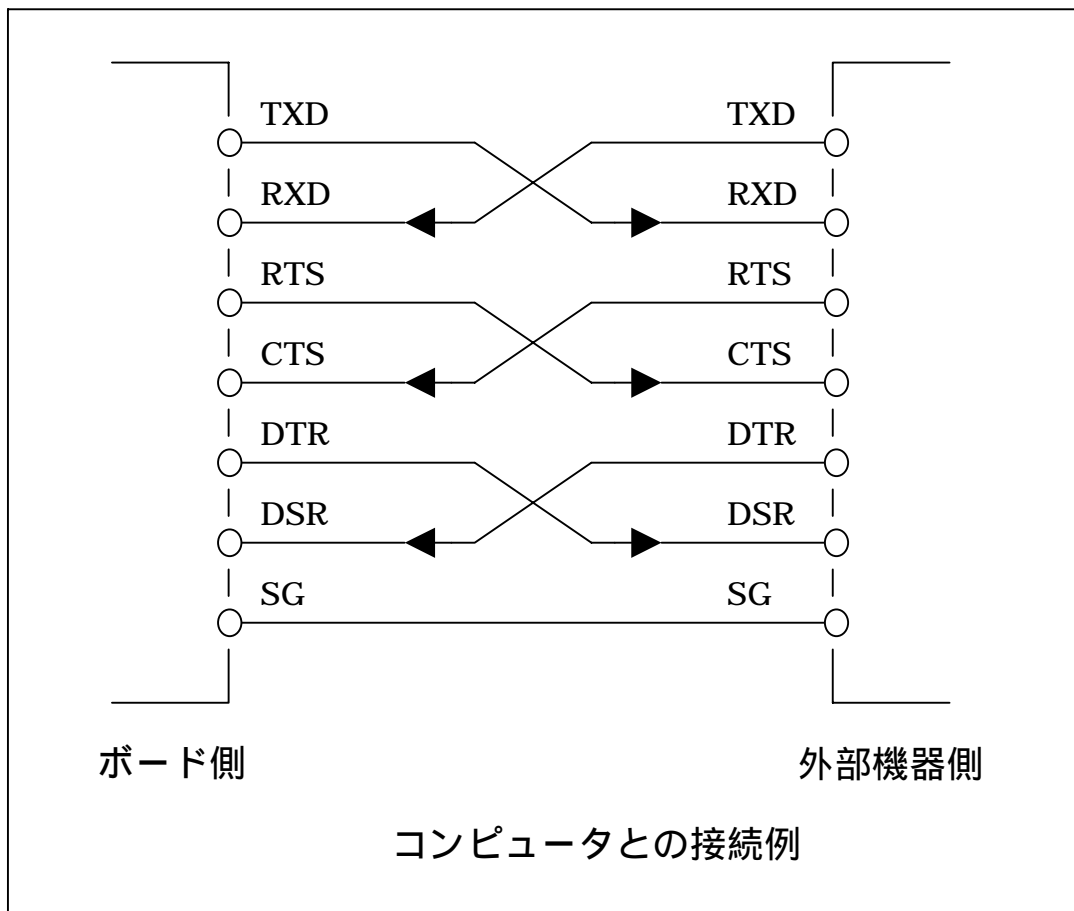 TXD TXD
RXD RXD
RTS RTS
CTS CTS
DTR DTR
DSR DSR
SG SG
ボード側 外部機器側
コンピュータとの接続例